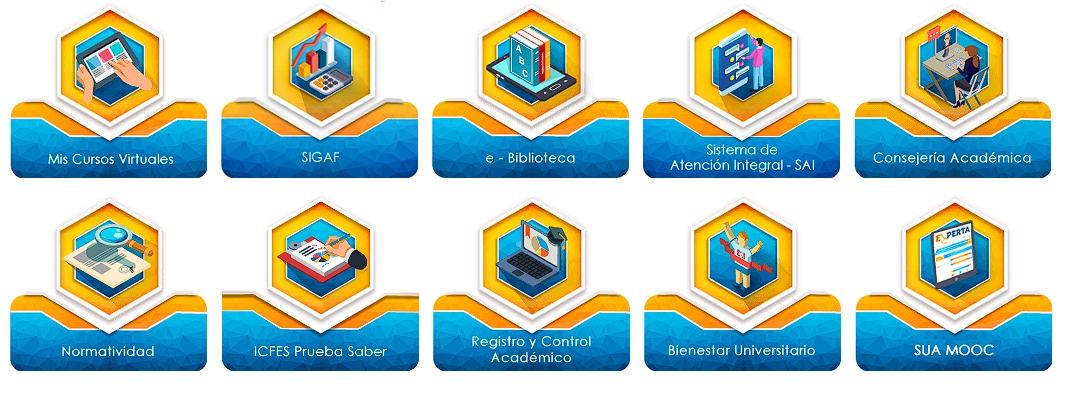 A
B
C
Mis Cursos Virtuales
SIGAF
e - Biblioteca
Sistema de
Atención Integral - SAI
Consejería Académica
EXPERTA
Normatividad
ICFES Prueba Saber
Registro y Control
Académico
Bienestar Universitario
SUA MOOC